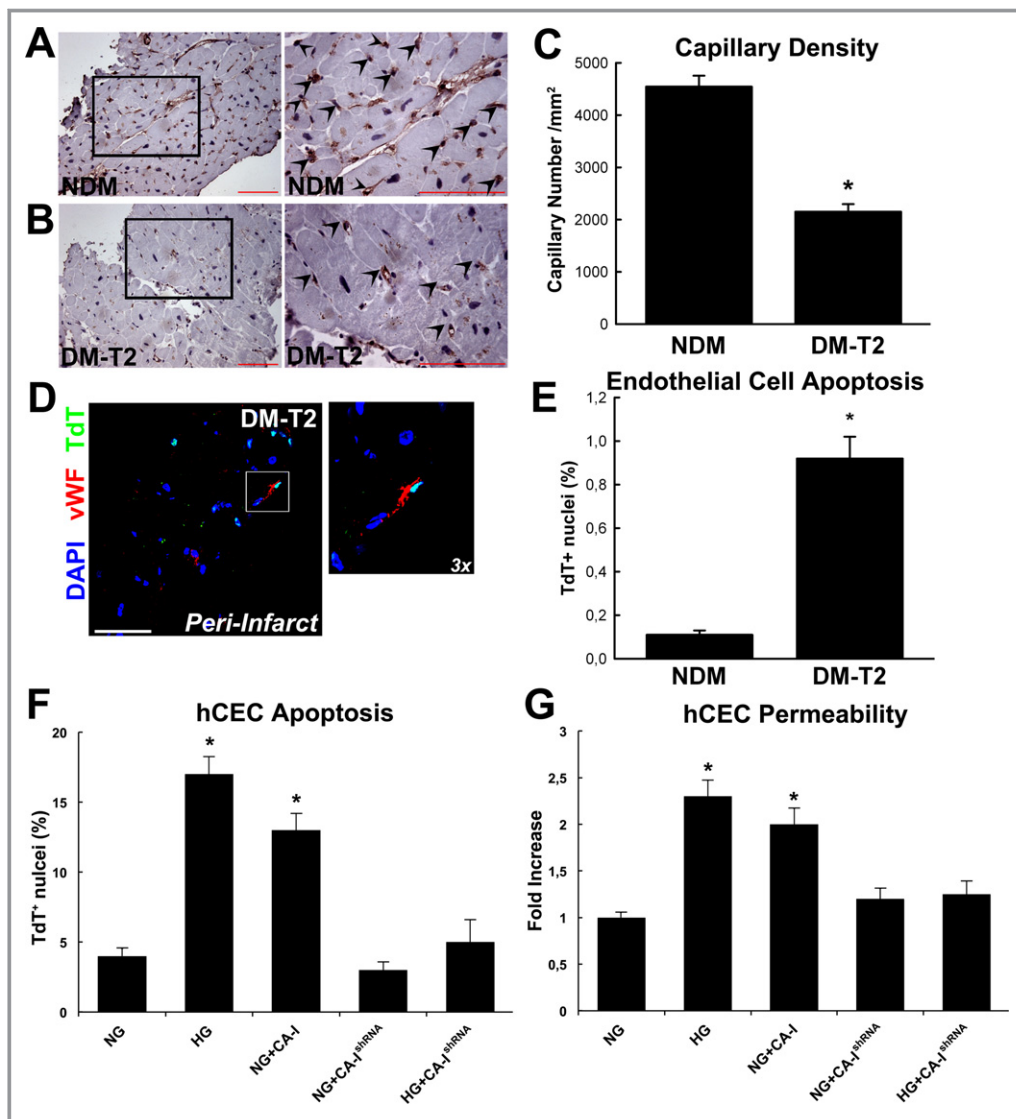 A
NDM
NDM
B
DM-T2
DM-T2
C
Capillary Density
Capillary Number /mm²
5000
4000
3000
2000
1000
0
*
NDM
DM-T2
D
DAPI vWF TdT
DM-T2
Peri-Infarct
3x
E
Endothelial Cell Apoptosis
TdT+ nuclei (%)
1,2
1,0
0,8
0,6
0,4
0,2
0,0
*
NDM
DM-T2
F
hCEC Apoptosis
TdT⁺ nulcei (%)
20
15
10
5
0
*
*
NG
HG
NG+CA-I
NG+CA-I shRNA
HG+CA-I shRNA
G
hCEC Permeability
Fold Increase
3
2,5
2
1,5
1
0,5
0
*
*
NG
HG
NG+CA-I
NG+CA-I shRNA
HG+CA-I shRNA